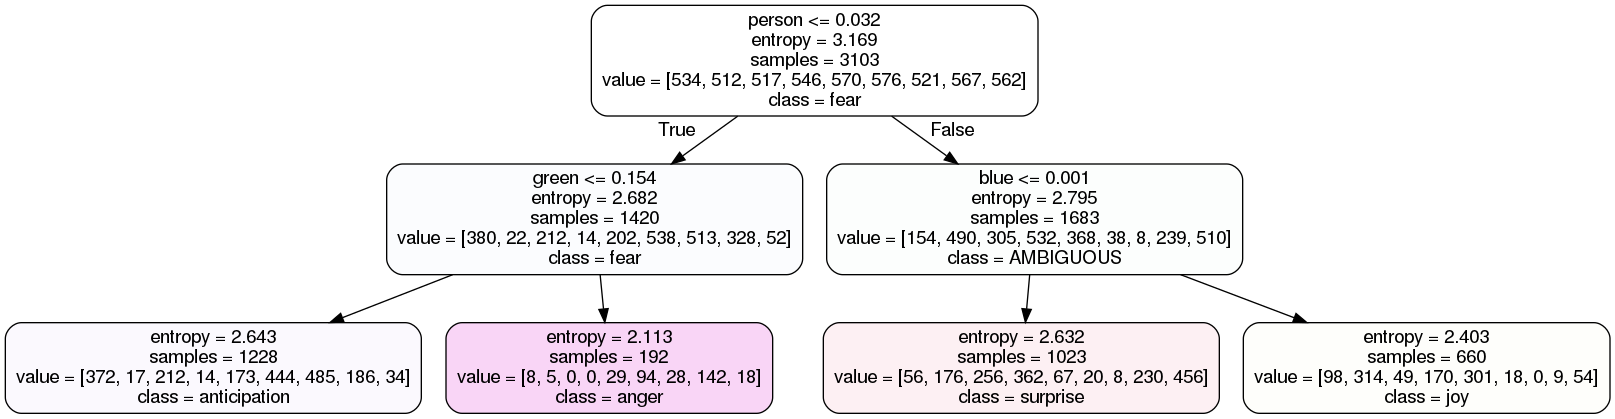 person <= 0.032
entropy = 3.169
samples = 3103
value = [534, 512, 517, 546, 570, 576, 521, 567, 562]
class = fear
True
False
green <= 0.154
entropy = 2.682
samples = 1420
value = [380, 22, 212, 14, 202, 538, 513, 328, 52]
class = fear
blue <= 0.001
entropy = 2.795
samples = 1683
value = [154, 490, 305, 532, 368, 38, 8, 239, 510]
class = AMBIGUOUS
entropy = 2.643
samples = 1228
value = [372, 17, 212, 14, 173, 444, 485, 186, 34]
class = anticipation
entropy = 2.113
samples = 192
value = [8, 5, 0, 0, 29, 94, 28, 142, 18]
class = anger
entropy = 2.632
samples = 1023
value = [56, 176, 256, 362, 67, 20, 8, 230, 456]
class = surprise
entropy = 2.403
samples = 660
value = [98, 314, 49, 170, 301, 18, 0, 9, 54]
class = joy